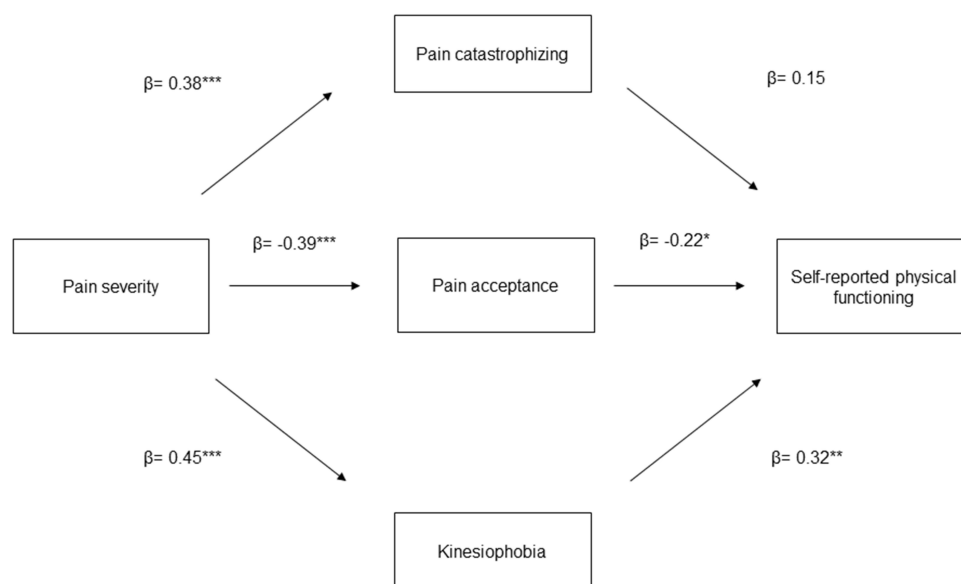 Pain catastrophizing
β= 0.38***
β= 0.15
β= -0.39***
β= -0.22*
Pain severity
Pain acceptance
Self-reported physical
functioning
β= 0.45***
β= 0.32**
Kinesiophobia